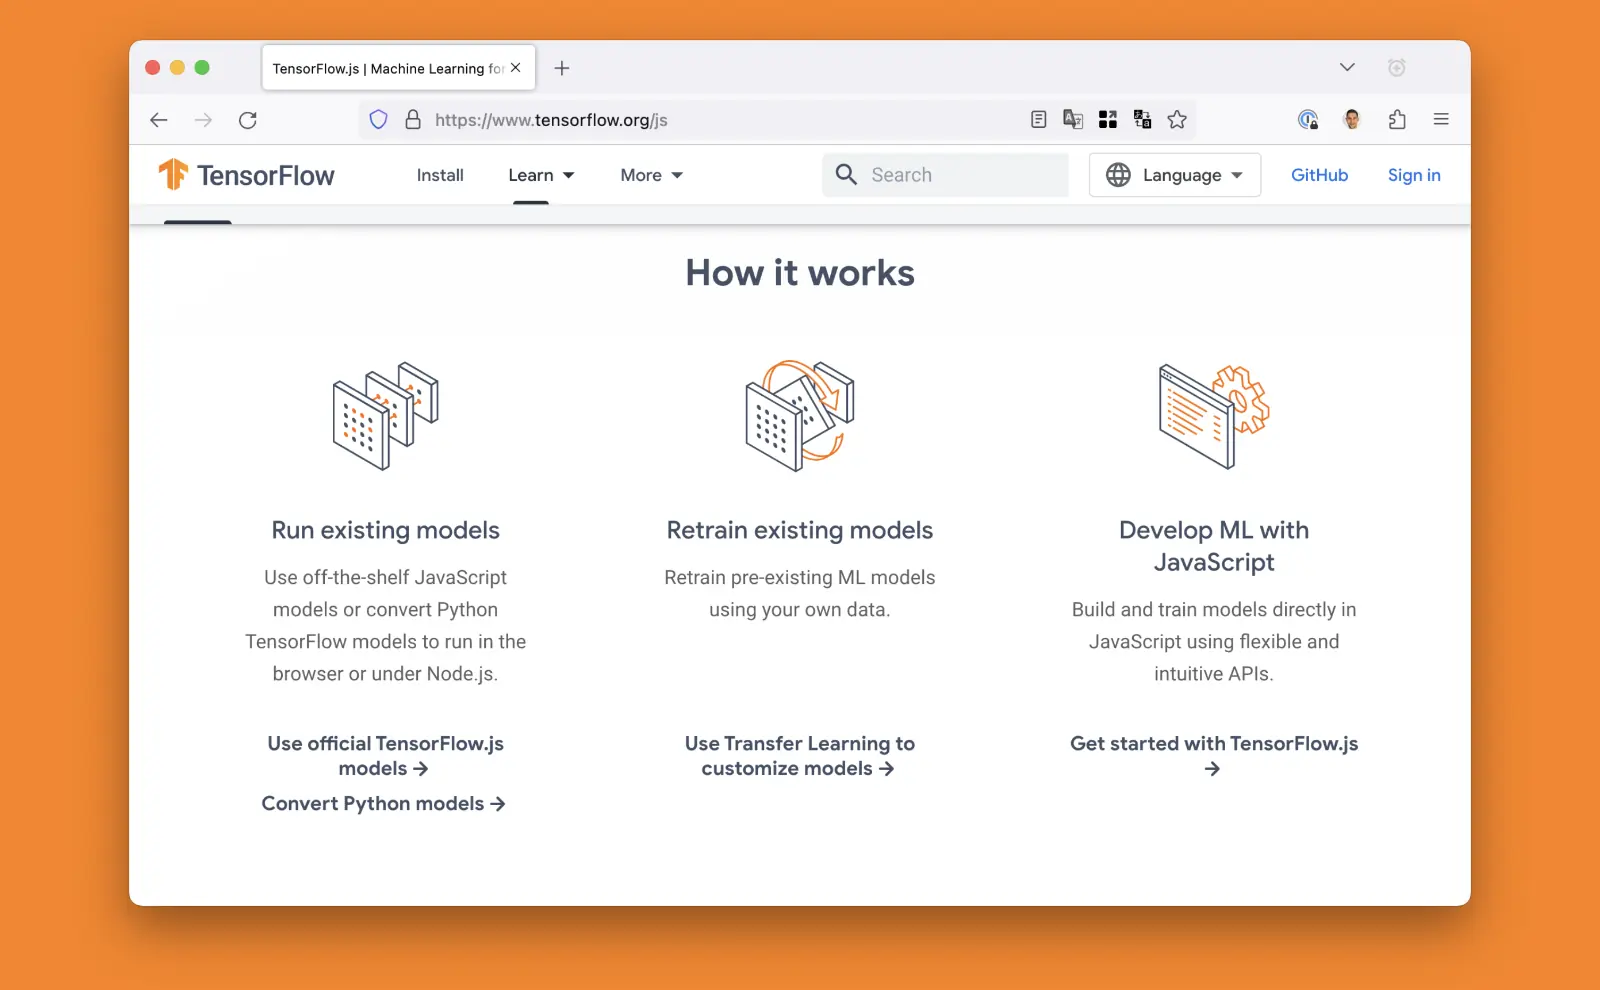 TensorFlow.js | Machine Learning for
https://www.tensorflow.org/js
TensorFlow
Install
Learn
More
Search
Language
GitHub
Sign in
How it works
Run existing models
Use off-the-shelf JavaScript
models or convert Python
TensorFlow models to run in the
browser or under Node.js.
Use official TensorFlow.js
models →
Convert Python models →
Retrain existing models
Retrain pre-existing ML models
using your own data.
Use Transfer Learning to
customize models →
Develop ML with
JavaScript
Build and train models directly in
JavaScript using flexible and
intuitive APIs.
Get started with TensorFlow.js
→